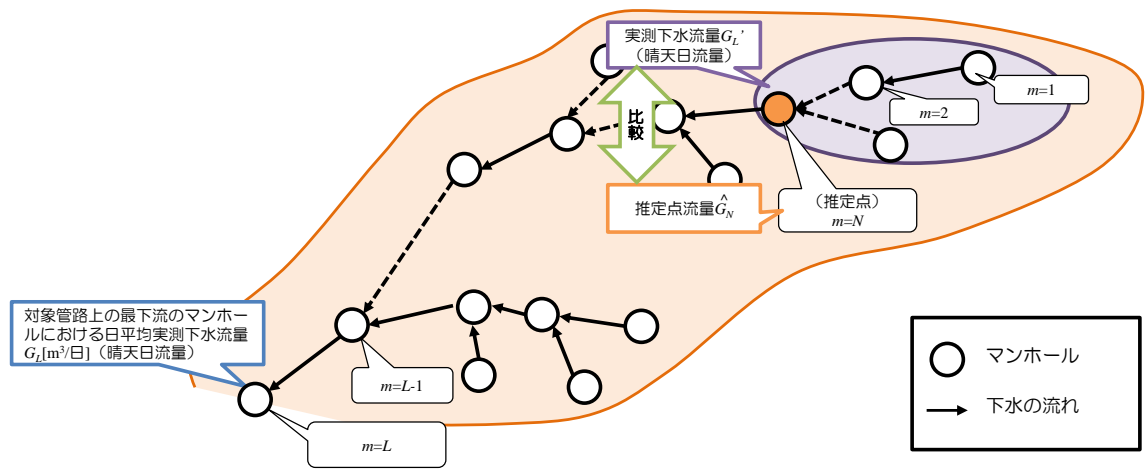 実測下水流量G_L'
（晴天日流量）
m=1
m=2
比較
推定点流量Ĝ_N
（推定点）
m=N
対象管路上の最下流のマンホ
ールにおける日平均実測下水流量
G_L[m³/日]（晴天日流量）
m=L-1
m=L
マンホール
下水の流れ